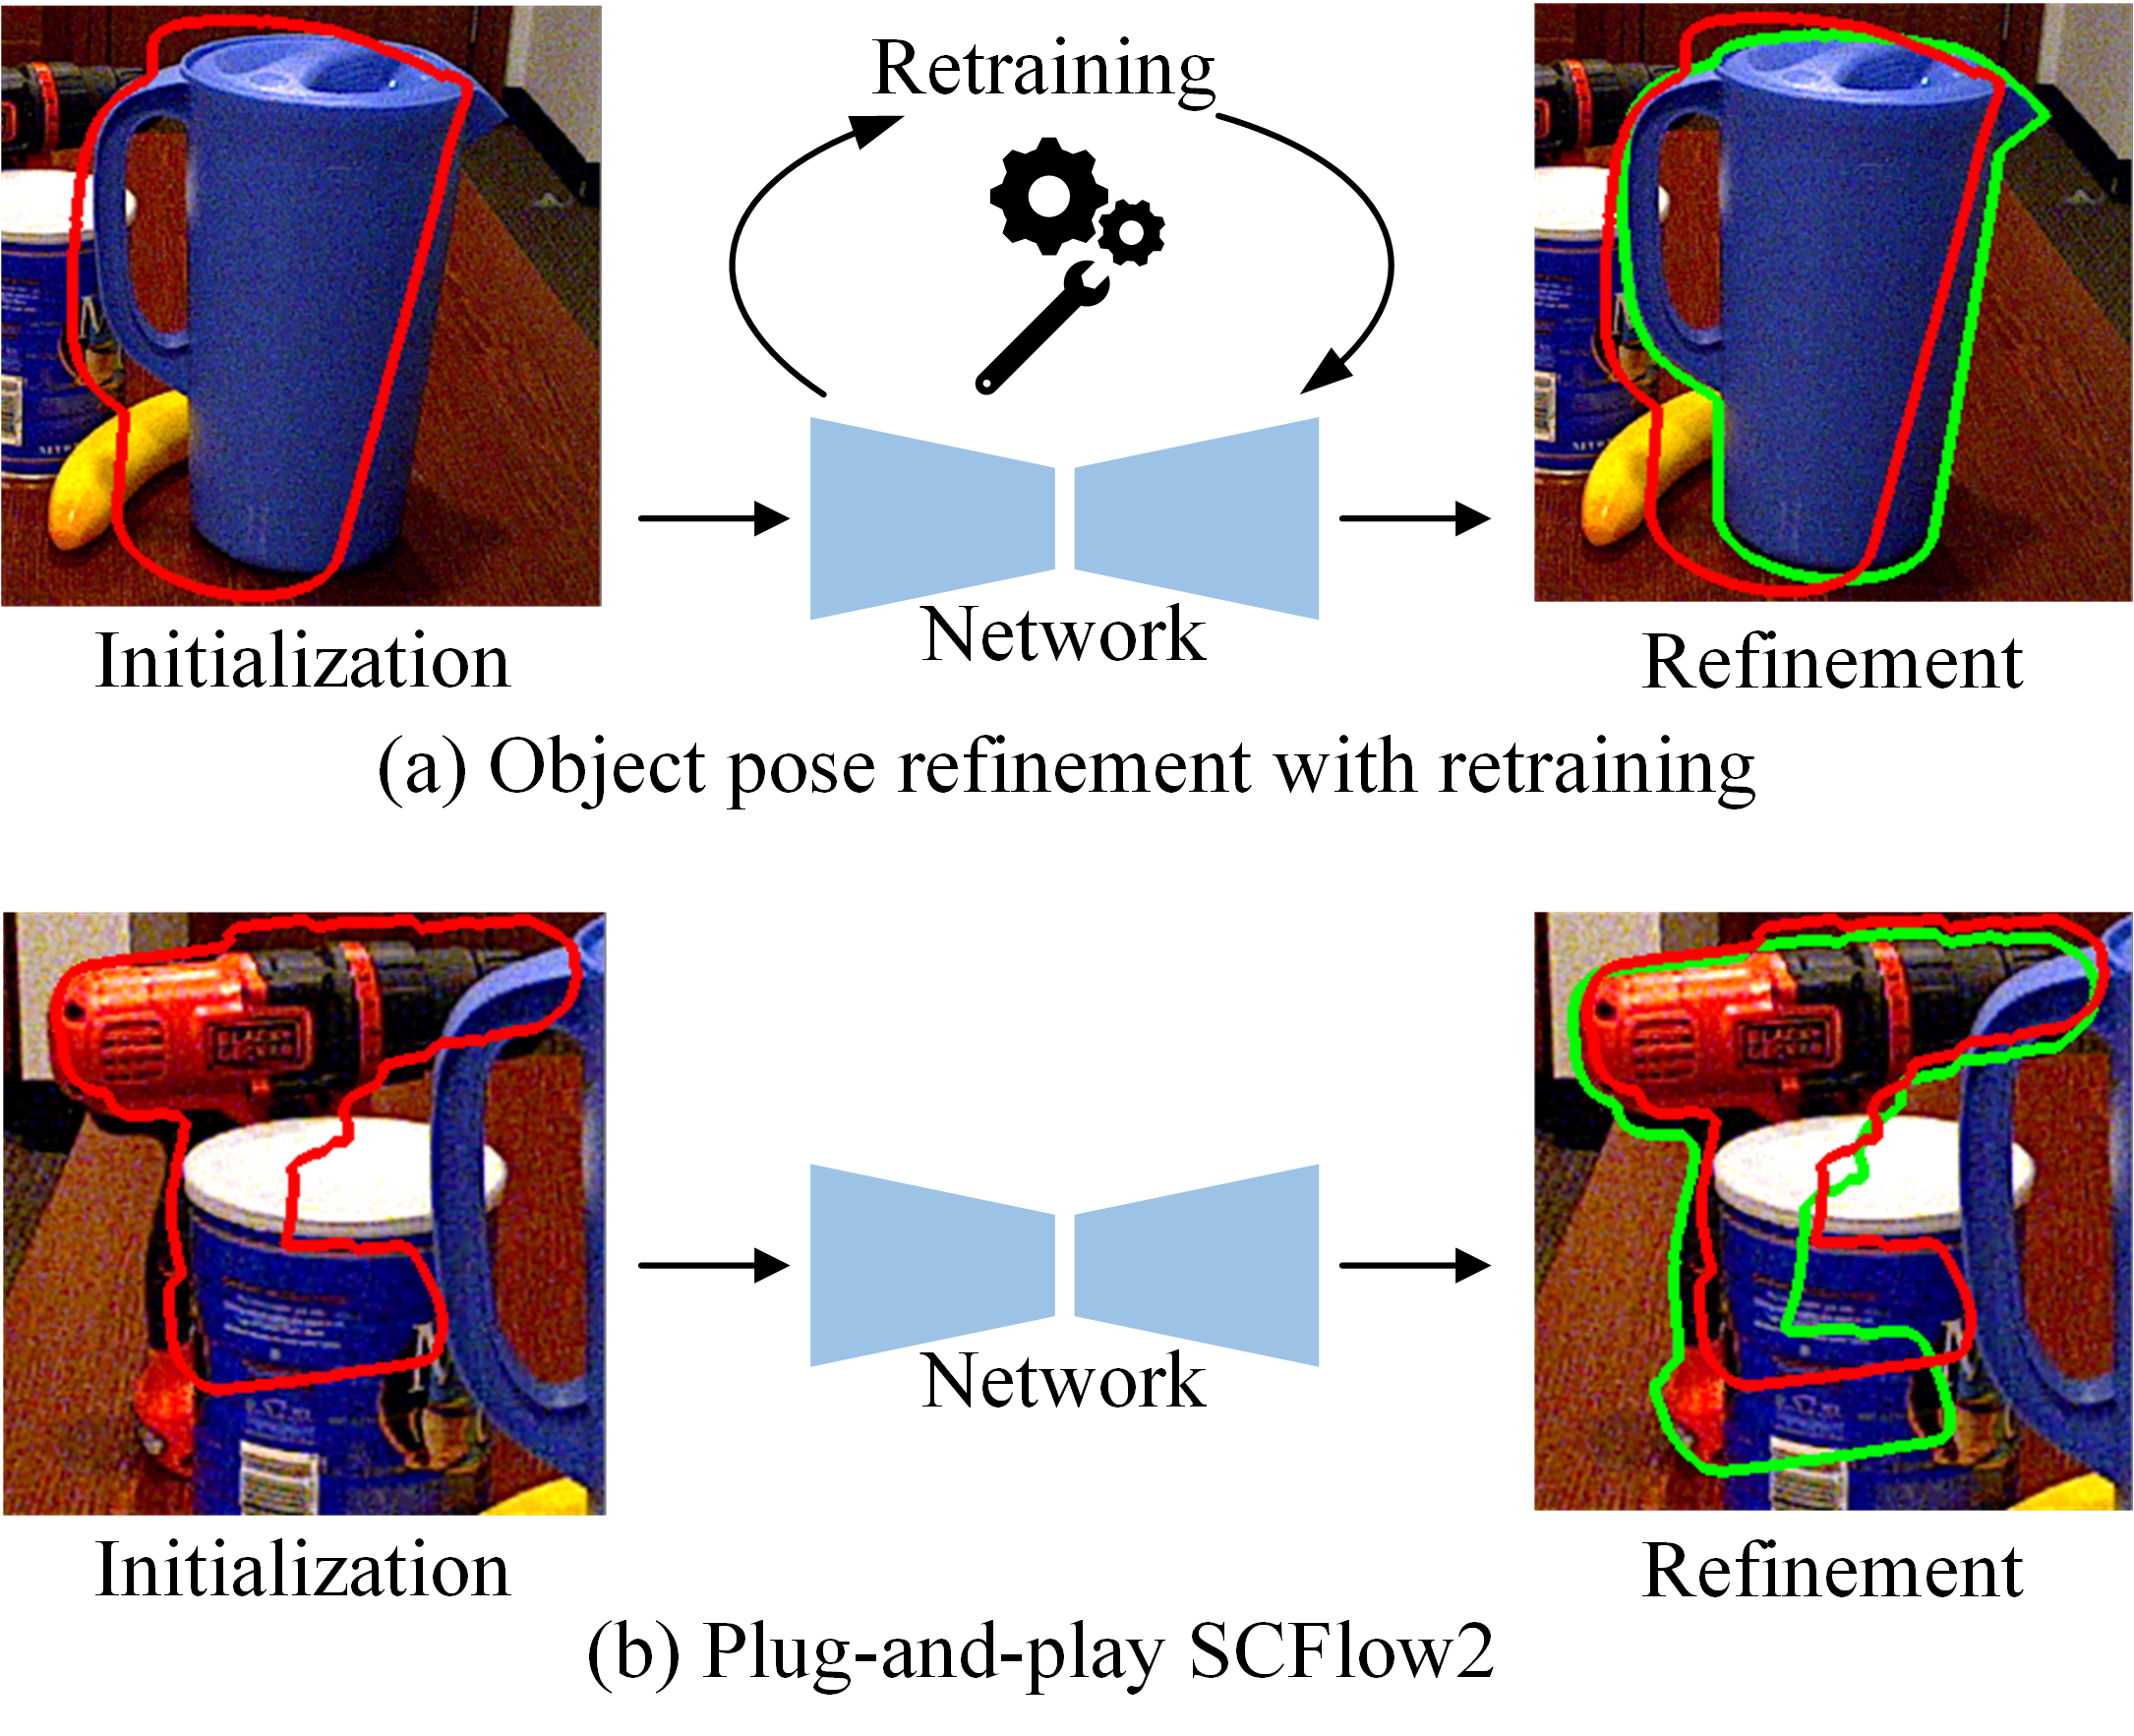 Retraining
Network
Initialization
Refinement
(a) Object pose refinement with retraining
Network
Initialization
Refinement
(b) Plug-and-play SCFlow2